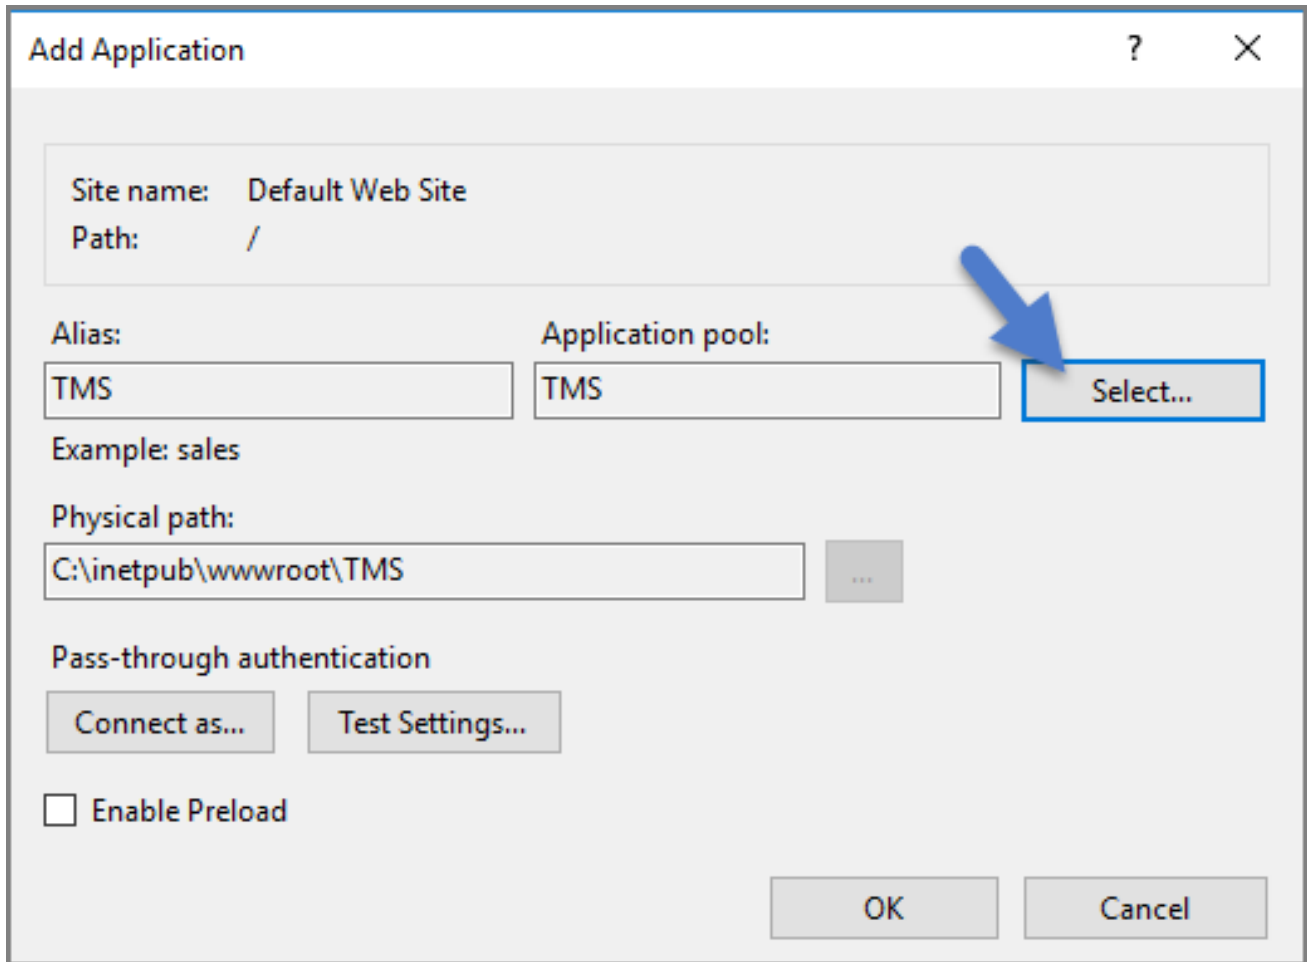 Add Application ?
Site name: Default Web Site
Path: /
Alias: Application pool:
TMS TMS Select...
Example: sales
Physical path:
C:\inetpub\wwwroot\TMS ...
Pass-through authentication
Connect as... Test Settings...
Enable Preload
OK Cancel